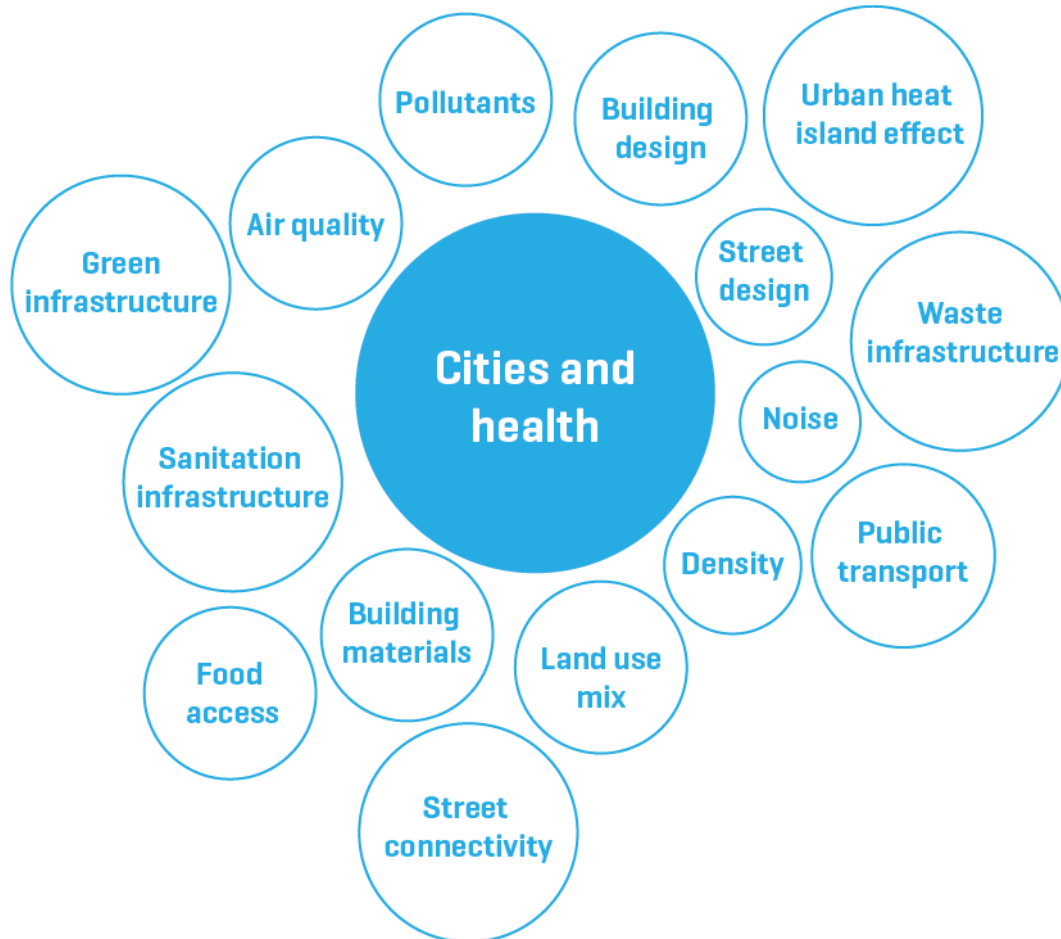 Pollutants
Building
design
Urban heat
island effect
Air quality
Green
infrastructure
Street
design
Waste
infrastructure
Cities and
health
Noise
Sanitation
infrastructure
Public
transport
Density
Building
materials
Land use
mix
Food
access
Street
connectivity